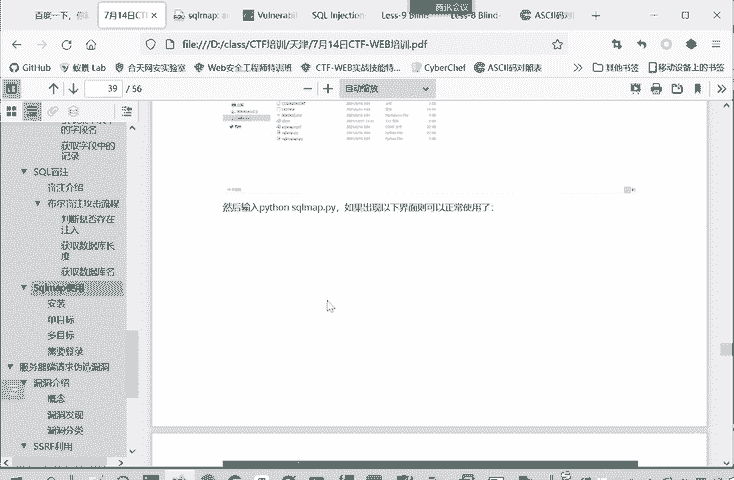 腾讯会议
百度一下，你
7月14日CT
sqlmap: a
Vulnerabi
SQL Injection
Less-9 Blind
Less-8 Blind-
ASCII码对
file:///D:/class/CTF培训/天津/7月14日CTF-WEB培训.pdf
GitHub
蚁景 Lab
合天网安实验室
Web安全工程师特训班
CTF-WEB实战技能特...
CyberChef
ASCII码对照表
其他书签
移动设备上的书签
39 / 56
自动缩放
的字段名
获取字段中的
记录
SQL盲注
盲注介绍
布尔盲注攻击流程
判断是否存在
注入
获取数据库长
度
获取数据库名
Sqlmap使用
安装
单目标
多目标
需要登录
服务器端请求伪造漏洞
漏洞介绍
概念
漏洞发现
漏洞分类
SSRF利用
然后输入python sqlmap.py，如果出现以下界面则可以正常使用了：